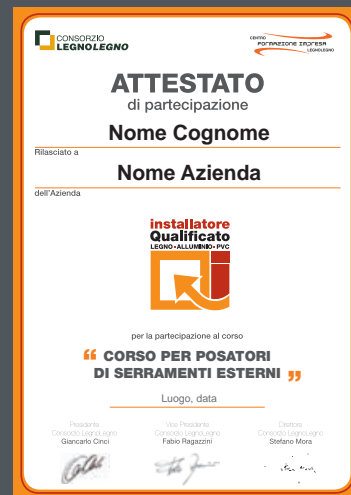 CONSORZIO
LEGNOLEGNO
CENTRO
FORMAZIONE IMPRESA
LEGNOLEGNO
ATTESTATO
di partecipazione
Nome Cognome
Rilasciato a
Nome Azienda
dell'Azienda
installatore
Qualificato
LEGNO•ALLUMINIO•PVC
per la partecipazione al corso
“ CORSO PER POSATORI
DI SERRAMENTI ESTERNI ”
Luogo, data
Presidente
Consorzio LegnoLegno
Giancarlo Cinci
Vice Presidente
Consorzio LegnoLegno
Fabio Ragazzini
Direttore
Consorzio LegnoLegno
Stefano Mora